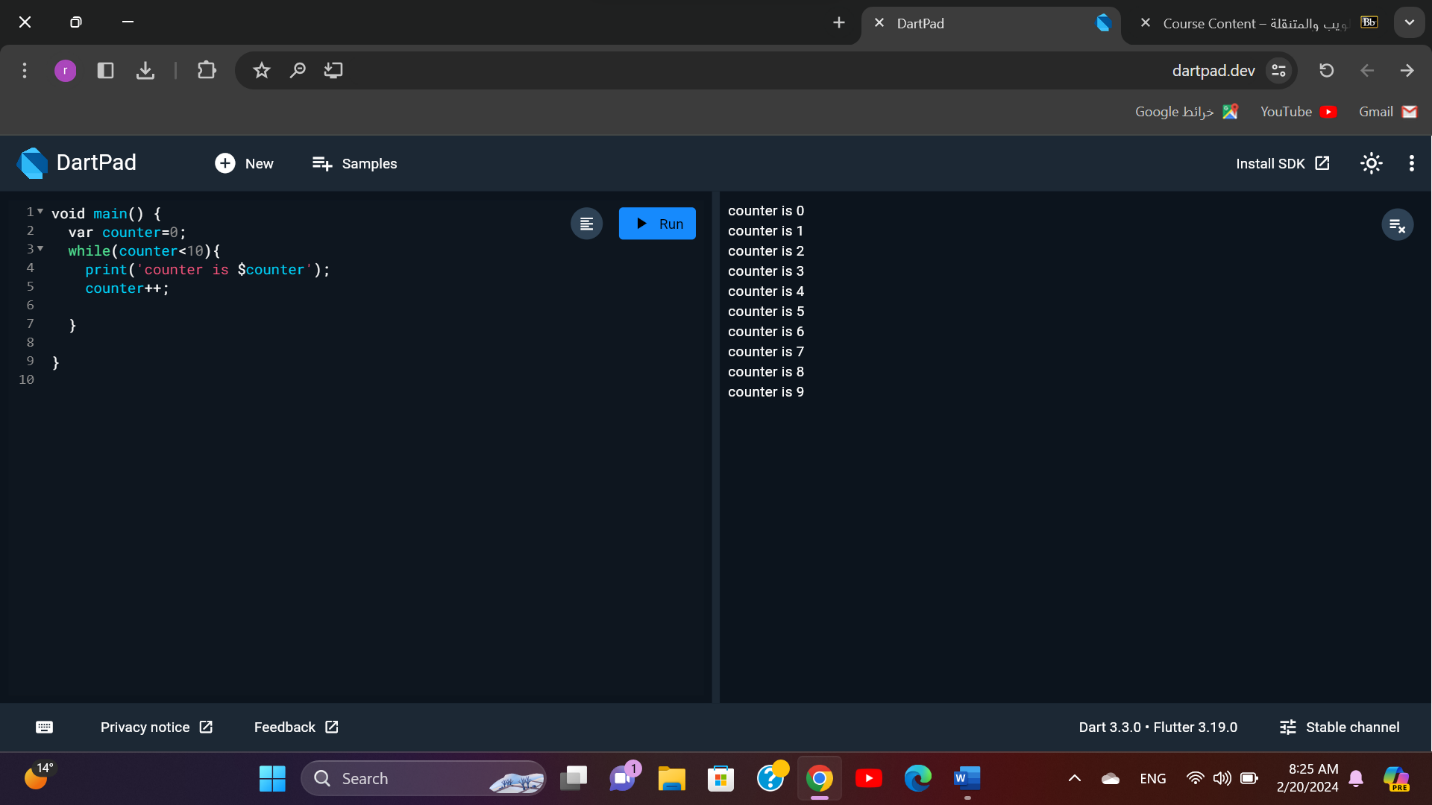 DartPad
Course Content – ويب والمتنقلة
Bb
r
dartpad.dev
خرائط Google
YouTube
Gmail
DartPad
New
Samples
Install SDK
1 void main() {
2 var counter=0;
3 while(counter<10){
4 print('counter is $counter');
5 counter++;
6
7 }
8
9 }
10
Run
counter is 0
counter is 1
counter is 2
counter is 3
counter is 4
counter is 5
counter is 6
counter is 7
counter is 8
counter is 9
Privacy notice
Feedback
Dart 3.3.0 • Flutter 3.19.0
Stable channel
14°
Search
1
W
ENG
8:25 AM
2/20/2024
PRE